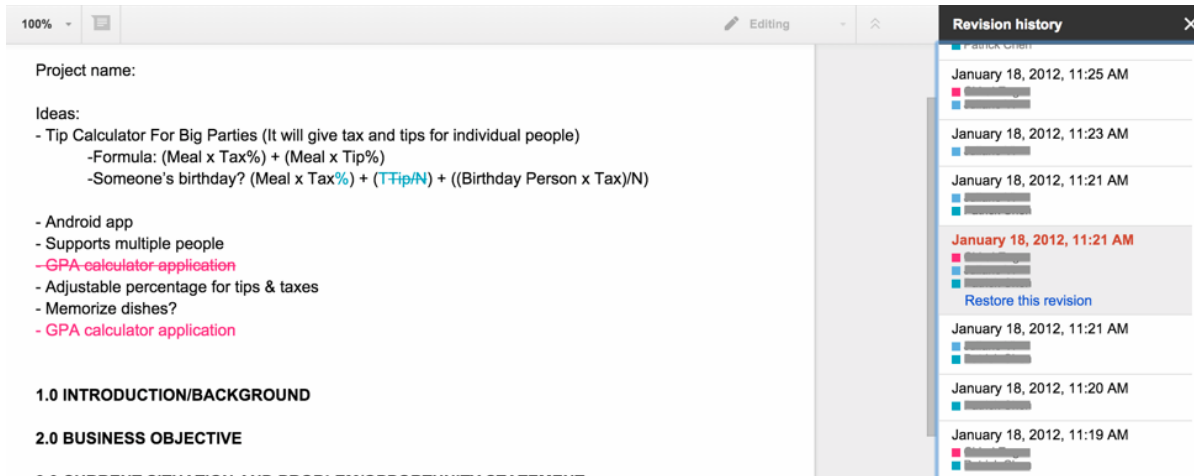 100%
Editing
Project name:
Ideas:
- Tip Calculator For Big Parties (It will give tax and tips for individual people)
-Formula: (Meal x Tax%) + (Meal x Tip%)
-Someone's birthday? (Meal x Tax%) + (TTip/N) + ((Birthday Person x Tax)/N)
- Android app
- Supports multiple people
- GPA calculator application
- Adjustable percentage for tips & taxes
- Memorize dishes?
- GPA calculator application
1.0 INTRODUCTION/BACKGROUND
2.0 BUSINESS OBJECTIVE
Revision history
January 18, 2012, 11:25 AM
January 18, 2012, 11:23 AM
January 18, 2012, 11:21 AM
January 18, 2012, 11:21 AM
Restore this revision
January 18, 2012, 11:21 AM
January 18, 2012, 11:20 AM
January 18, 2012, 11:19 AM